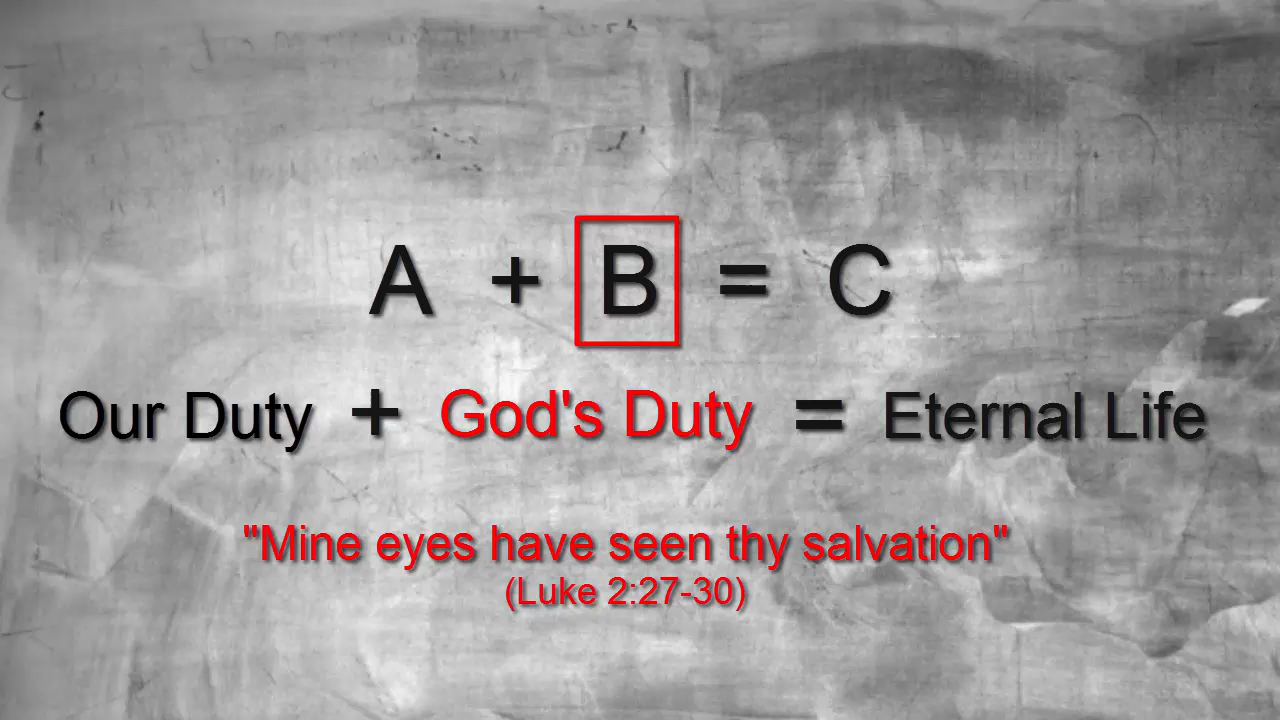 A + B = C
Our Duty + God's Duty = Eternal Life
"Mine eyes have seen thy salvation"
(Luke 2:27-30)